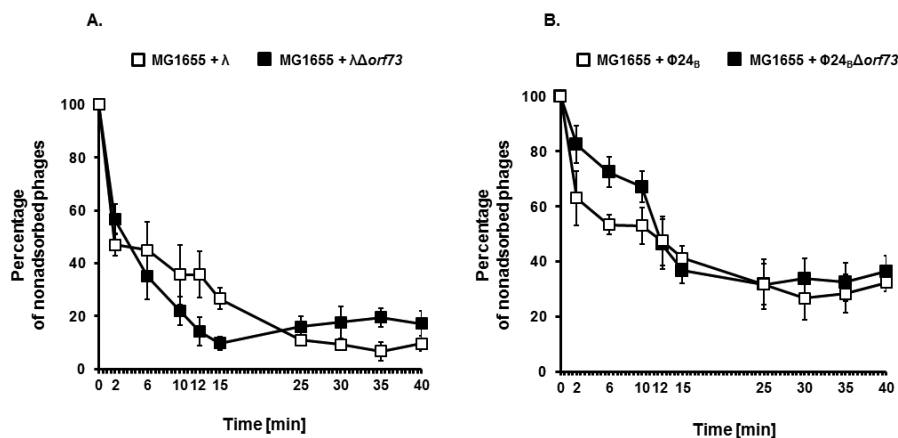 A.
MG1655 + λ MG1655 + λΔorf73
Percentage
of nonadsorbed phages
100
80
60
40
20
0
0 2 6 10 12 15 25 30 35 40
Time [min]
B.
MG1655 + Φ24B MG1655 + Φ24BΔorf73
Percentage
of nonadsorbed phages
100
80
60
40
20
0
0 2 6 10 12 15 25 30 35 40
Time [min]